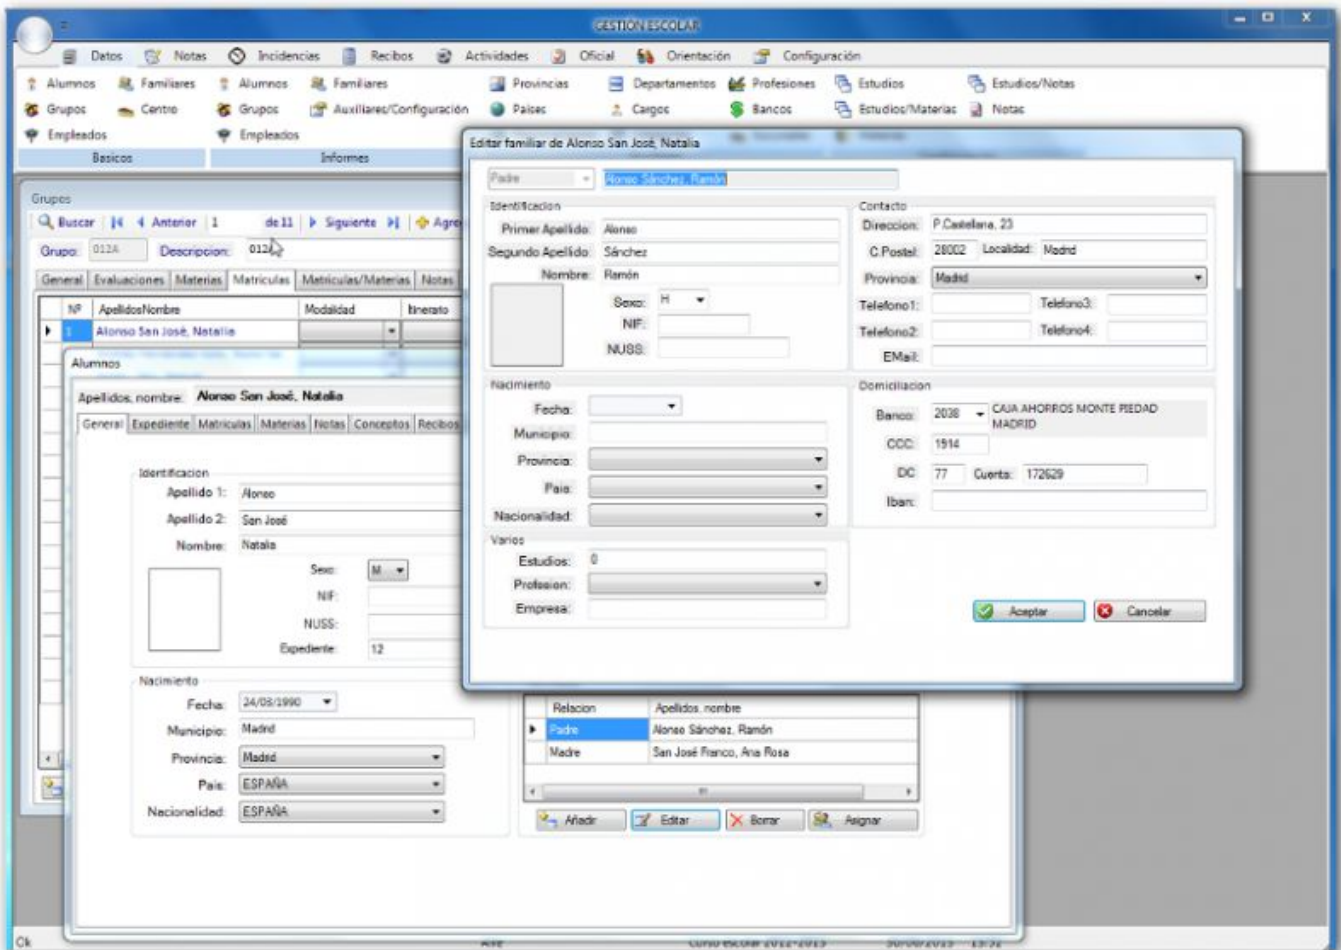 GESTIÓN ESCOLAR
Datos Notas Incidencias Recibos Actividades Oficial Orientación Configuración
Alumnos Familiares Alumnos Familiares Provincias Departamentos Profesiones Estudios Estudios/Notas
Grupos Centro Grupos Auxiliares/Configuración Paises Cargos Bancos Estudios/Materias Notas
Empleados Empleados
Basicos Informes
Editar familiar de Alonso San José, Natalia
Padre Alonso Sánchez, Ramón
Identificacion
Primer Apellido: Alonso
Segundo Apellido: Sánchez
Nombre: Ramón
Sexo: H
NIF:
NUSS:
Contacto
Direccion: P.Castellana, 23
C.Postal: 28002 Localidad: Madrid
Provincia: Madrid
Telefono1: Telefono3:
Telefono2: Telefono4:
EMail:
Nacimiento
Fecha:
Municipio:
Provincia:
Pais:
Nacionalidad:
Domiciliacion
Banco: 2038 CAJA AHORROS MONTE PIEDAD
MADRID
CCC: 1914
DC 77 Cuenta: 172629
Iban:
Varios
Estudios: 0
Profesion:
Empresa:
Aceptar Cancelar
Grupos
Buscar Anterior 1 de 11 Siguiente Agre
Grupo: 012A Descripcion: 012A
General Evaluaciones Materias Matriculas Matriculas/Materias Notas
Nº ApellidosNombre Modalidad Itinerario
1 Alonso San José, Natalia
Alumnos
Apellidos, nombre: Alonso San José, Natalia
General Expediente Matriculas Materias Notas Conceptos Recibos
Identificacion
Apellido 1: Alonso
Apellido 2: San José
Nombre: Natalia
Sexo: M
NIF:
NUSS:
Expediente: 12
Nacimiento
Fecha: 24/03/1990
Municipio: Madrid
Provincia: Madrid
Pais: ESPAÑA
Nacionalidad: ESPAÑA
Relacion Apellidos, nombre
Padre Alonso Sánchez, Ramón
Madre San José Franco, Ana Rosa
Añadir Editar Borrar Asignar
Ok